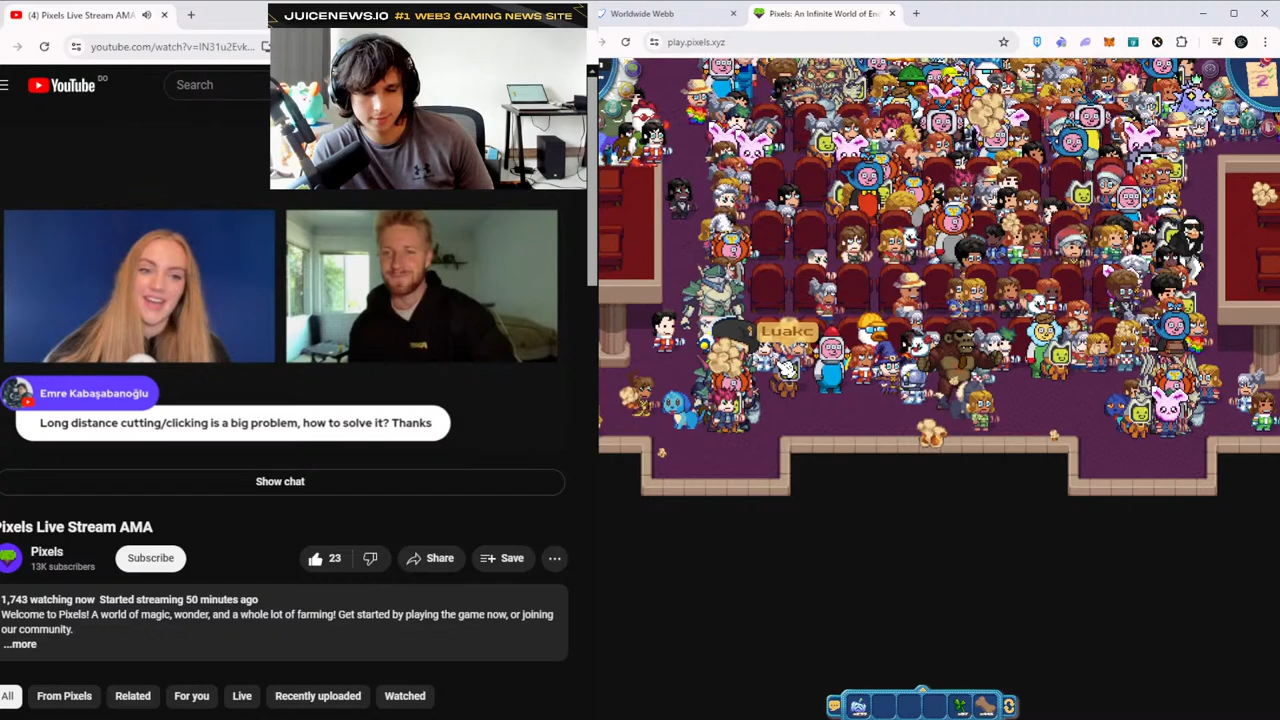 (4) Pixels Live Stream AMA
JUICENEWS.IO #1 WEB3 GAMING NEWS SITE
Worldwide Webb
Pixels: An Infinite World of En
youtube.com/watch?v=IN31u2Evk...
play.pixels.xyz
YouTube DO
Search
Luakc
Emre Kabaşabanoğlu
Long distance cutting/clicking is a big problem, how to solve it? Thanks
Show chat
Pixels Live Stream AMA
Pixels
13K subscribers
Subscribe
23
Share
Save
1,743 watching now Started streaming 50 minutes ago
Welcome to Pixels! A world of magic, wonder, and a whole lot of farming! Get started by playing the game now, or joining
our community.
...more
All
From Pixels
Related
For you
Live
Recently uploaded
Watched